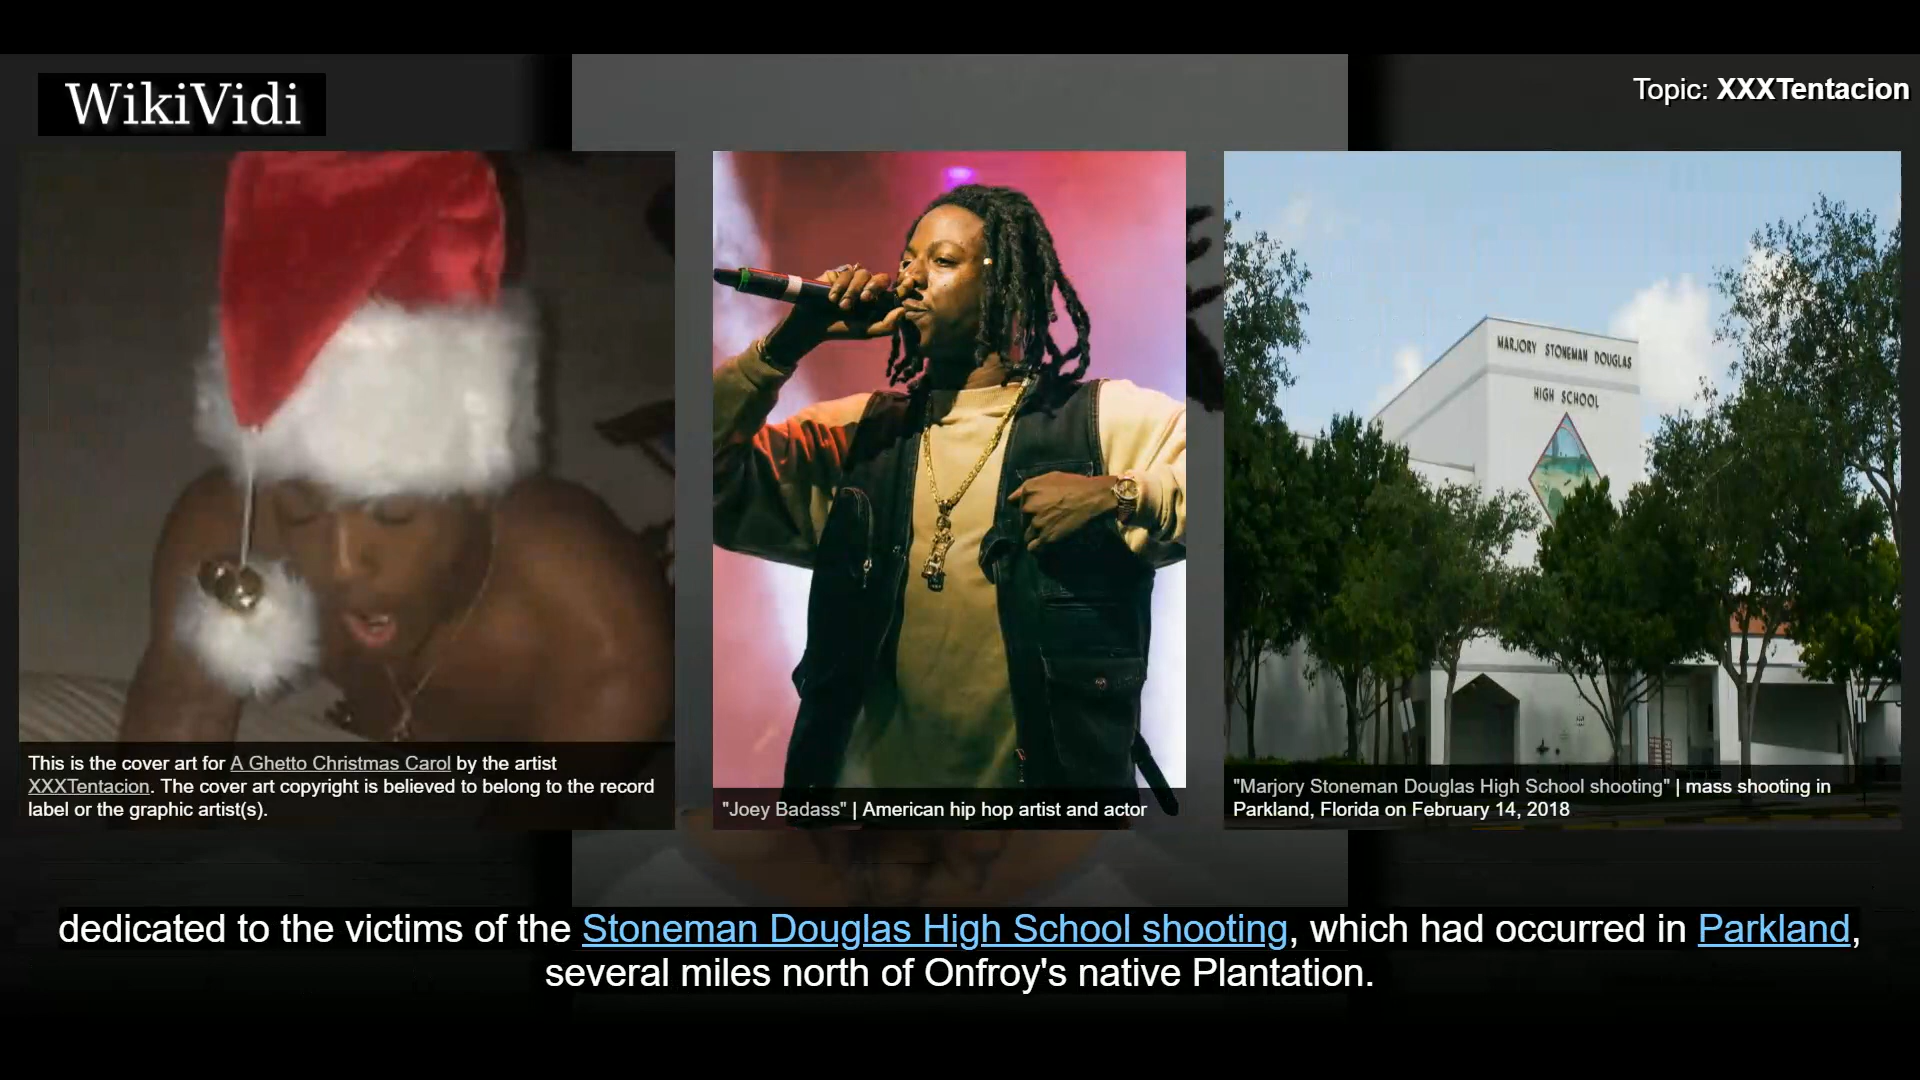 WikiVidi
Topic: XXXTentacion
MARJORY STONEMAN DOUGLAS
HIGH SCHOOL
This is the cover art for A Ghetto Christmas Carol by the artist
XXXTentacion. The cover art copyright is believed to belong to the record
label or the graphic artist(s).
"Joey Badass" | American hip hop artist and actor
"Marjory Stoneman Douglas High School shooting" | mass shooting in
Parkland, Florida on February 14, 2018
dedicated to the victims of the Stoneman Douglas High School shooting, which had occurred in Parkland,
several miles north of Onfroy's native Plantation.